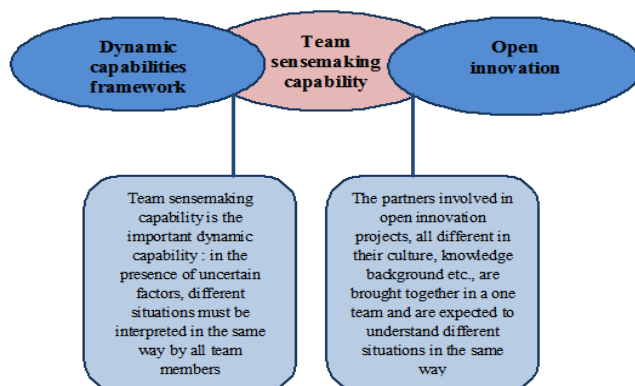 Dynamic
capabilities
framework
Team
sensemaking
capability
Open
innovation
Team sensemaking
capability is the
important dynamic
capability : in the
presence of uncertain
factors, different
situations must be
interpreted in the same
way by all team
members
The partners involved in
open innovation
projects, all different in
their culture, knowledge
background etc., are
brought together in a one
team and are expected to
understand different
situations in the same
way